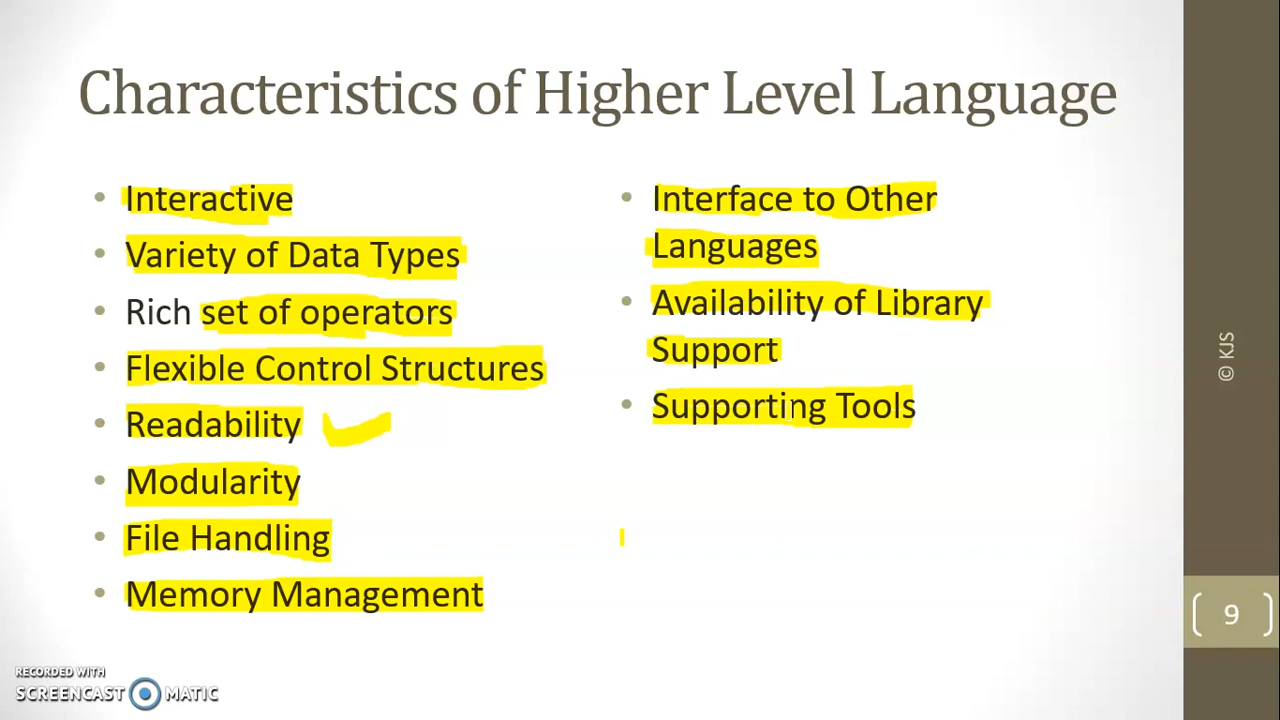 Characteristics of Higher Level Language
• Interactive
• Variety of Data Types
• Rich set of operators
• Flexible Control Structures
• Readability
• Modularity
• File Handling
• Memory Management
• Interface to Other
Languages
• Availability of Library
Support
• Supporting Tools
© KJS
9
RECORDED WITH
SCREENCAST MATIC